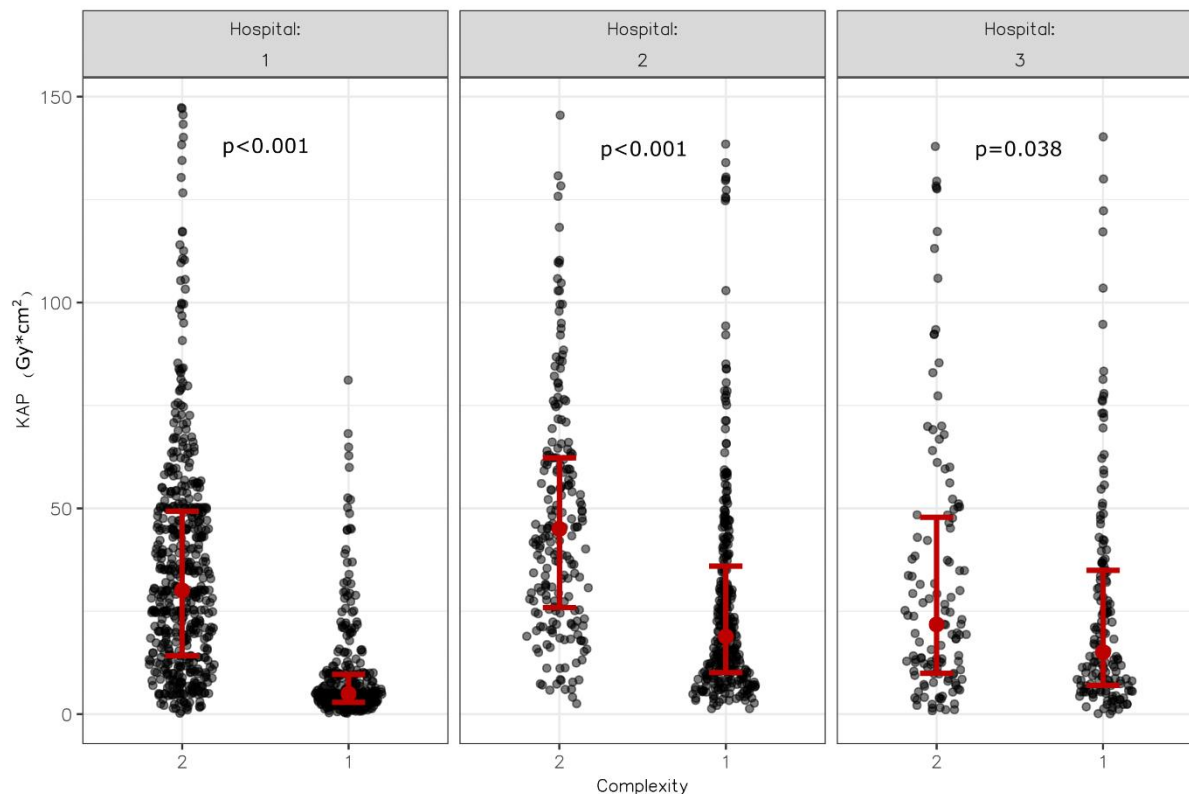 Hospital:
1
Hospital:
2
Hospital:
3
150
100
50
0
KAP (Gy*cm²)
p<0.001
p<0.001
p=0.038
2
1
2
1
2
1
Complexity